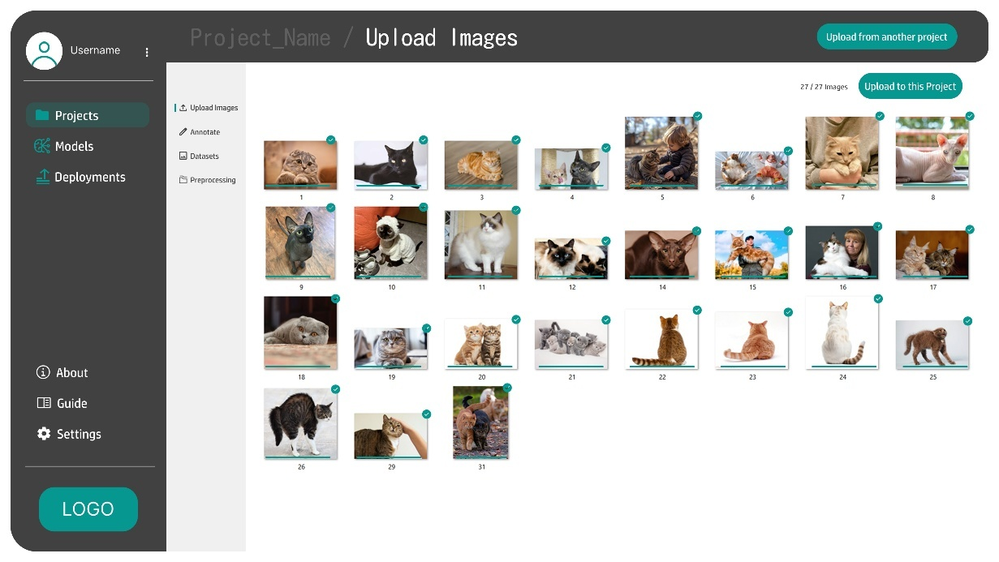 Username
Project_Name / Upload Images
Upload from another project
Projects
Models
Deployments
About
Guide
Settings
LOGO
Upload Images
Annotate
Datasets
Preprocessing
27 / 27 Images
Upload to this Project
1 2 3 4 5 6 7 8
9 10 11 12 14 15 16 17
18 19 20 21 22 23 24 25
26 29 31